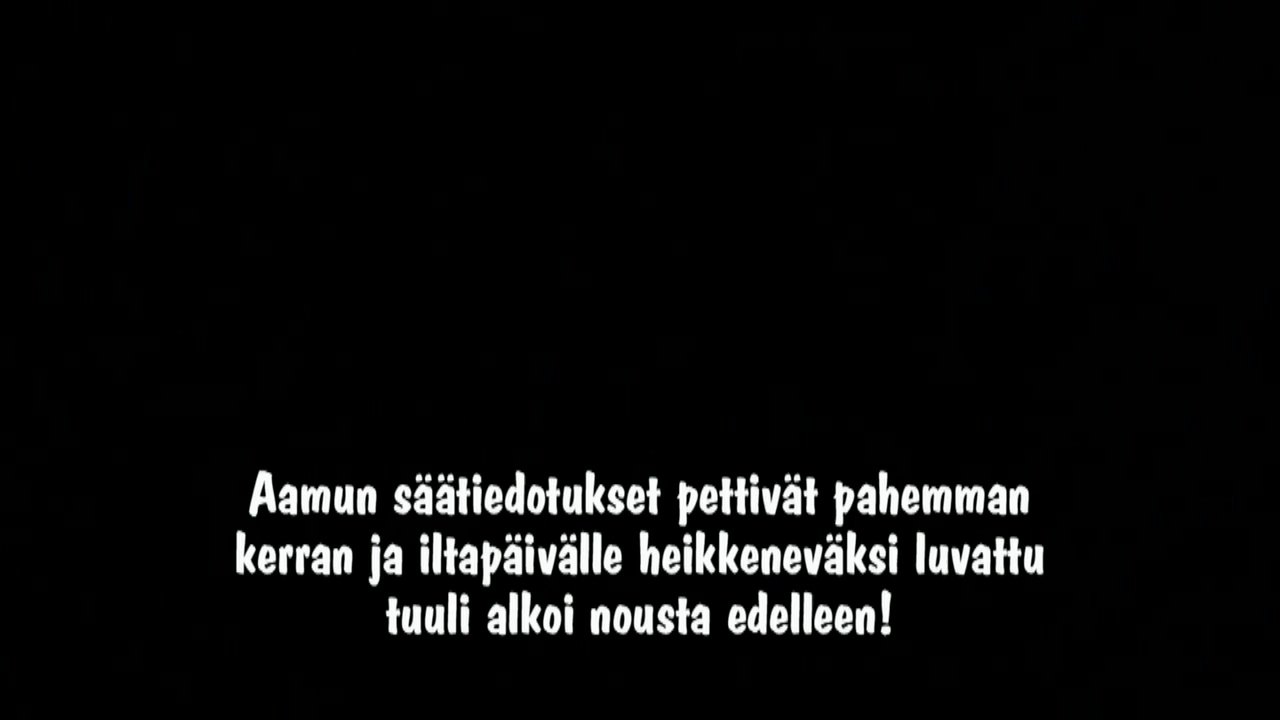 Aamun säätiedotukset pettivät pahemman
kerran ja iltapäivälle heikkeneväksi luvattu
tuuli alkoi nousta edelleen!